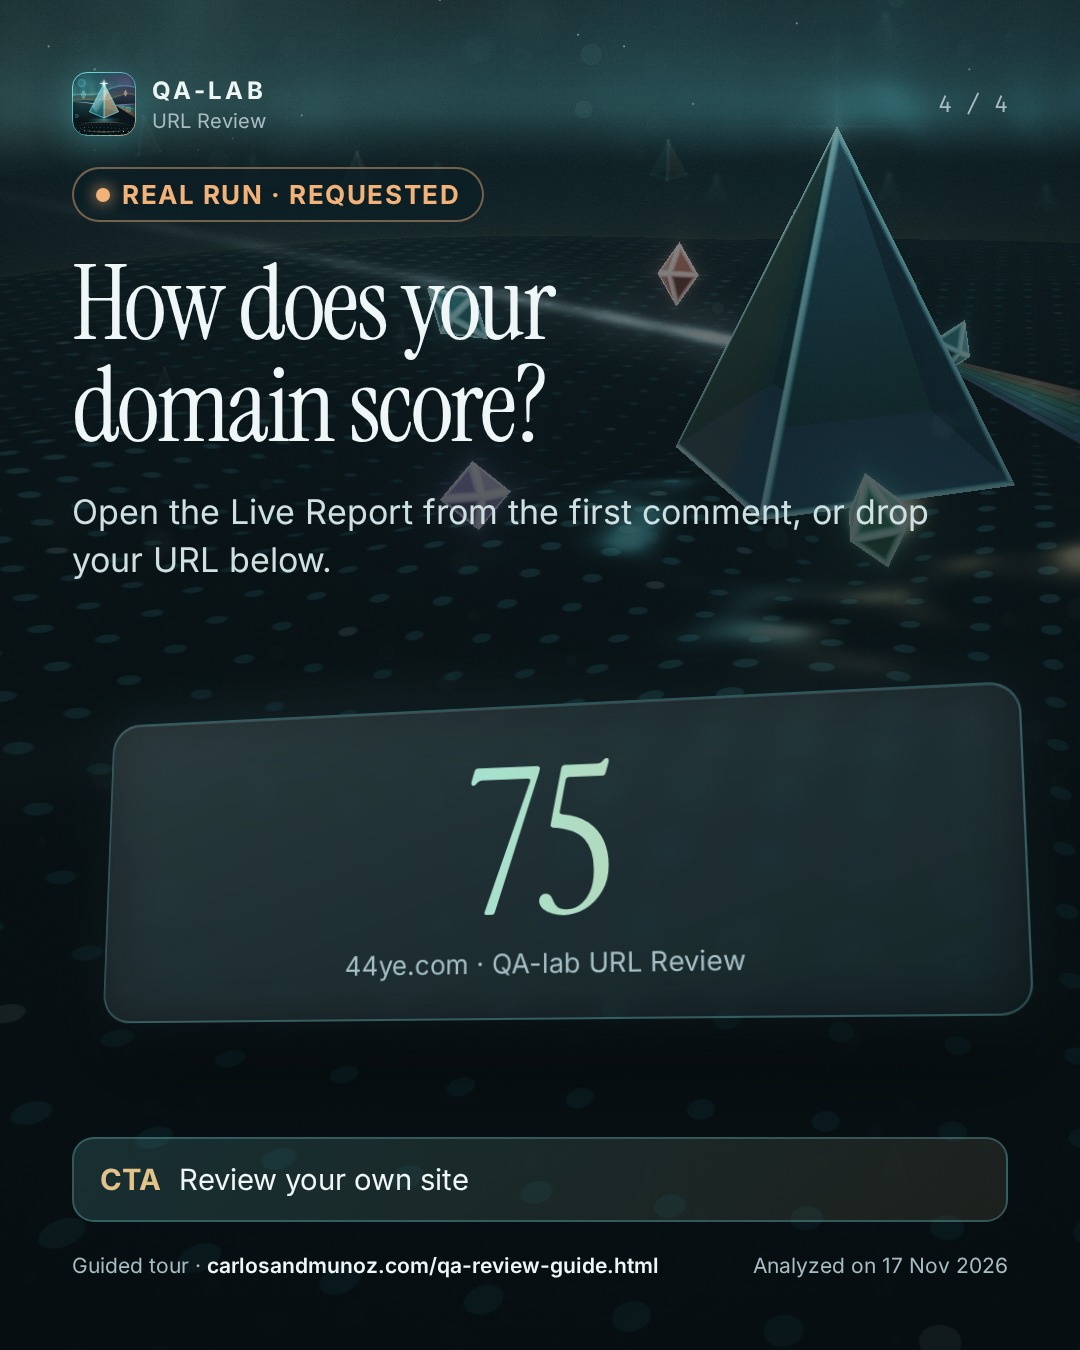 QA-LAB
URL Review
4 / 4
REAL RUN · REQUESTED
How does your
domain score?
Open the Live Report from the first comment, or drop
your URL below.
75
44ye.com · QA-lab URL Review
CTA Review your own site
Guided tour · carlosandmunoz.com/qa-review-guide.html
Analyzed on 17 Nov 2026